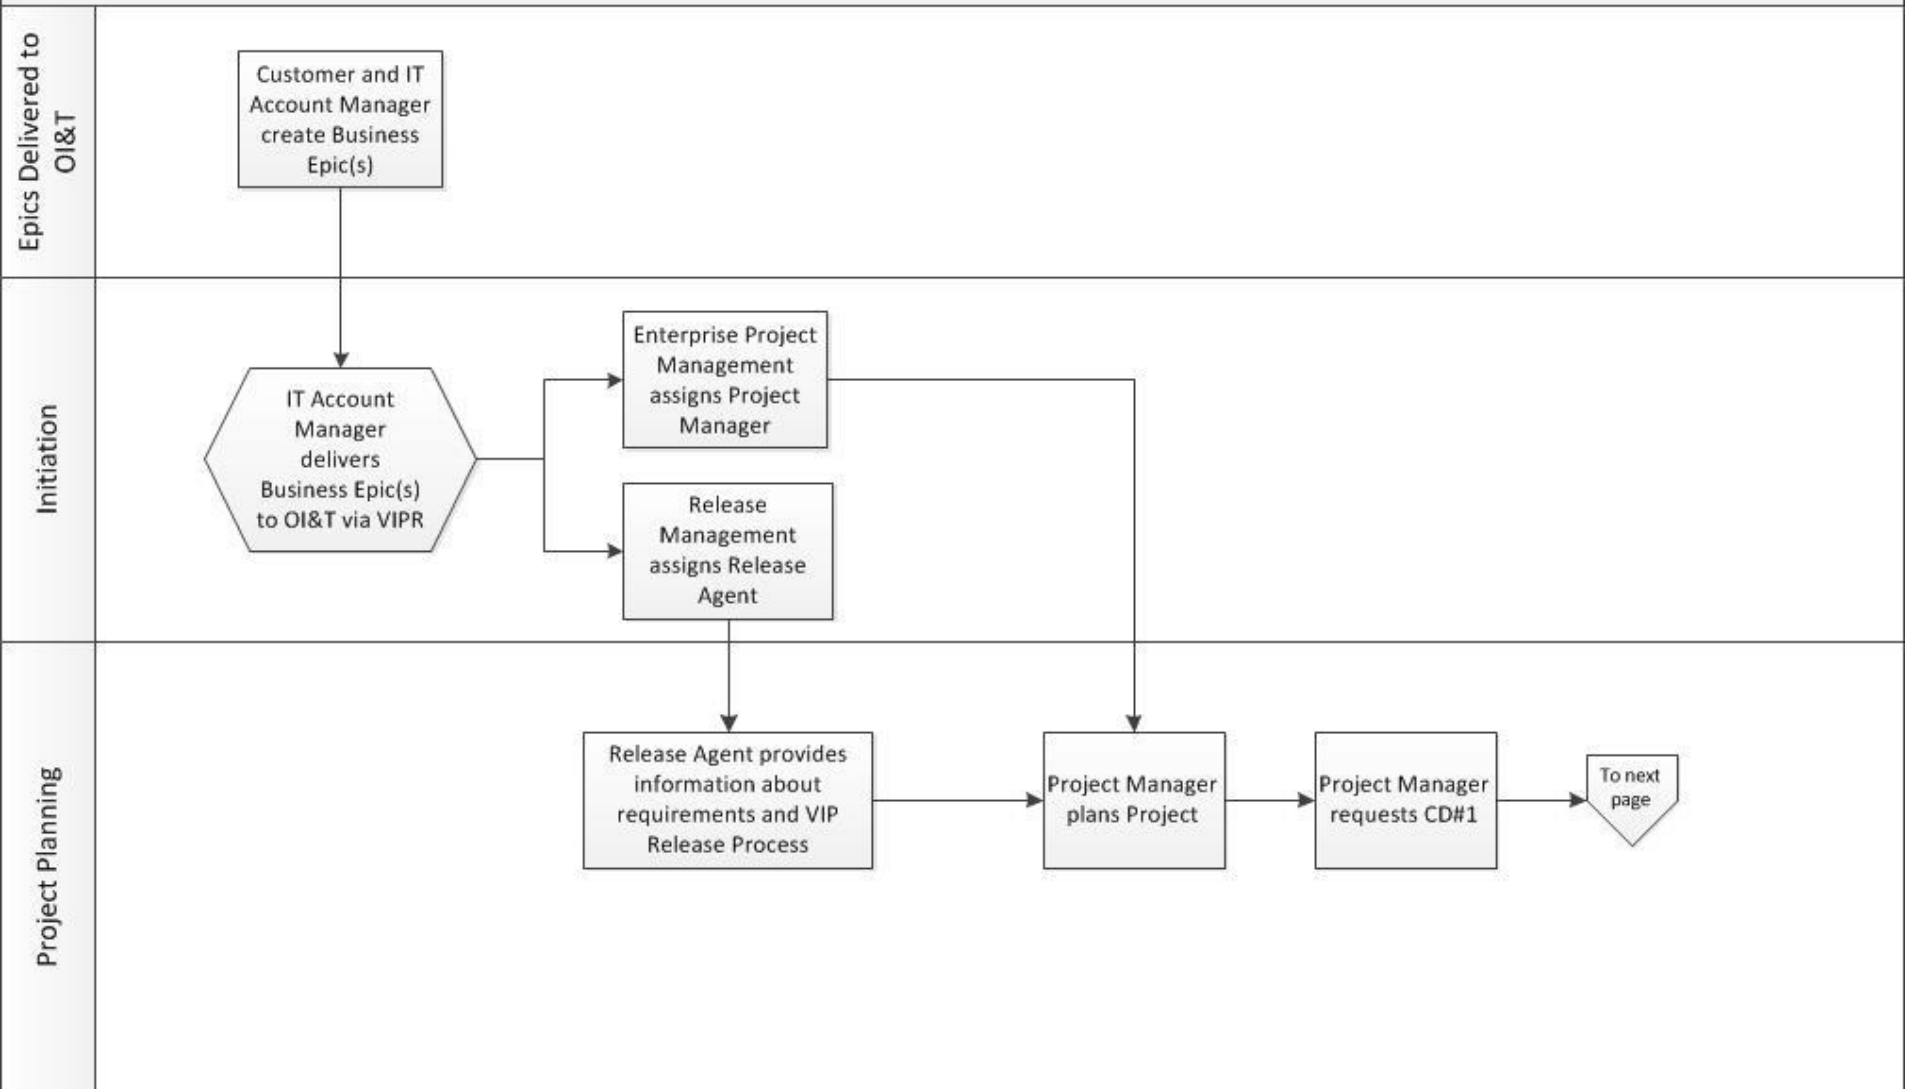 Epics Delivered to
OI&T
Customer and IT
Account Manager
create Business
Epic(s)
Initiation
IT Account
Manager
delivers
Business Epic(s)
to OI&T via VIPR
Enterprise Project
Management
assigns Project
Manager
Release
Management
assigns Release
Agent
Project Planning
Release Agent provides
information about
requirements and VIP
Release Process
Project Manager
plans Project
Project Manager
requests CD#1
To next
page